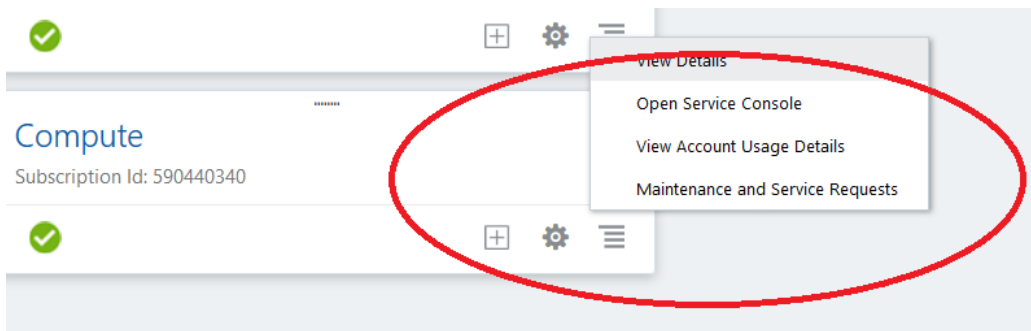 View Details
Open Service Console
Compute
View Account Usage Details
Subscription Id: 590440340
Maintenance and Service Requests